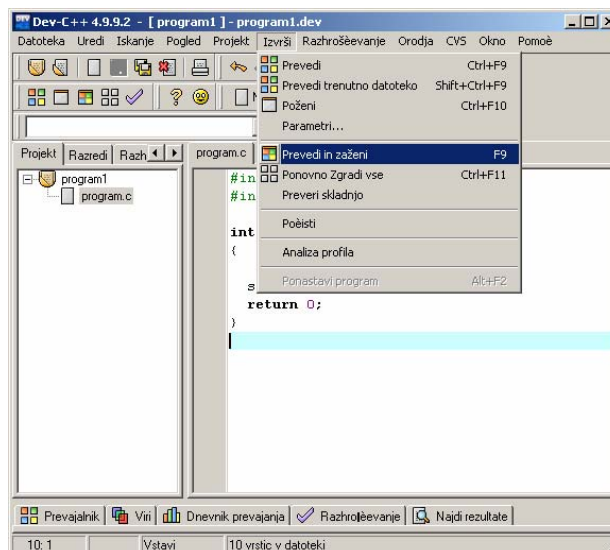 Dev-C++ 4.9.9.2 - [ program1 ] - program1.dev
Datoteka Uredi Iskanje Pogled Projekt Izvrši Razhroščevanje Orodja CVS Okno Pomoè
Prevedi Ctrl+F9
Prevedi trenutno datoteko Shift+Ctrl+F9
Poženi Ctrl+F10
Parametri...
Prevedi in zaženi F9
Ponovno Zgradi vse Ctrl+F11
Preveri skladnjo
Poèisti
Analiza profila
Ponastavi program Alt+F2
Projekt Razredi Razh
program.c
program1
program.c
#in
#in
int
{
s
return 0;
}
Prevajalnik Viri Dnevnik prevajanja Najdi rezultate
10: 1 Vstavi 10 vrstic v datoteki